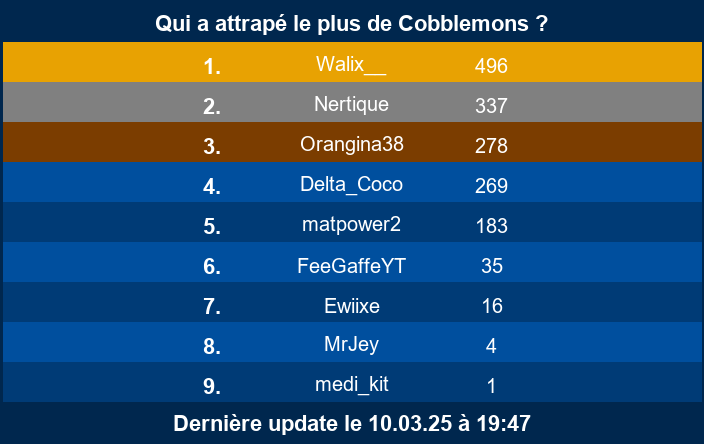 Qui a attrapé le plus de Cobblemons ?
1. Walix__ 496
2. Nertique 337
3. Orangina38 278
4. Delta_Coco 269
5. matpower2 183
6. FeeGaffeYT 35
7. Ewiixe 16
8. MrJey 4
9. medi_kit 1
Dernière update le 10.03.25 à 19:47